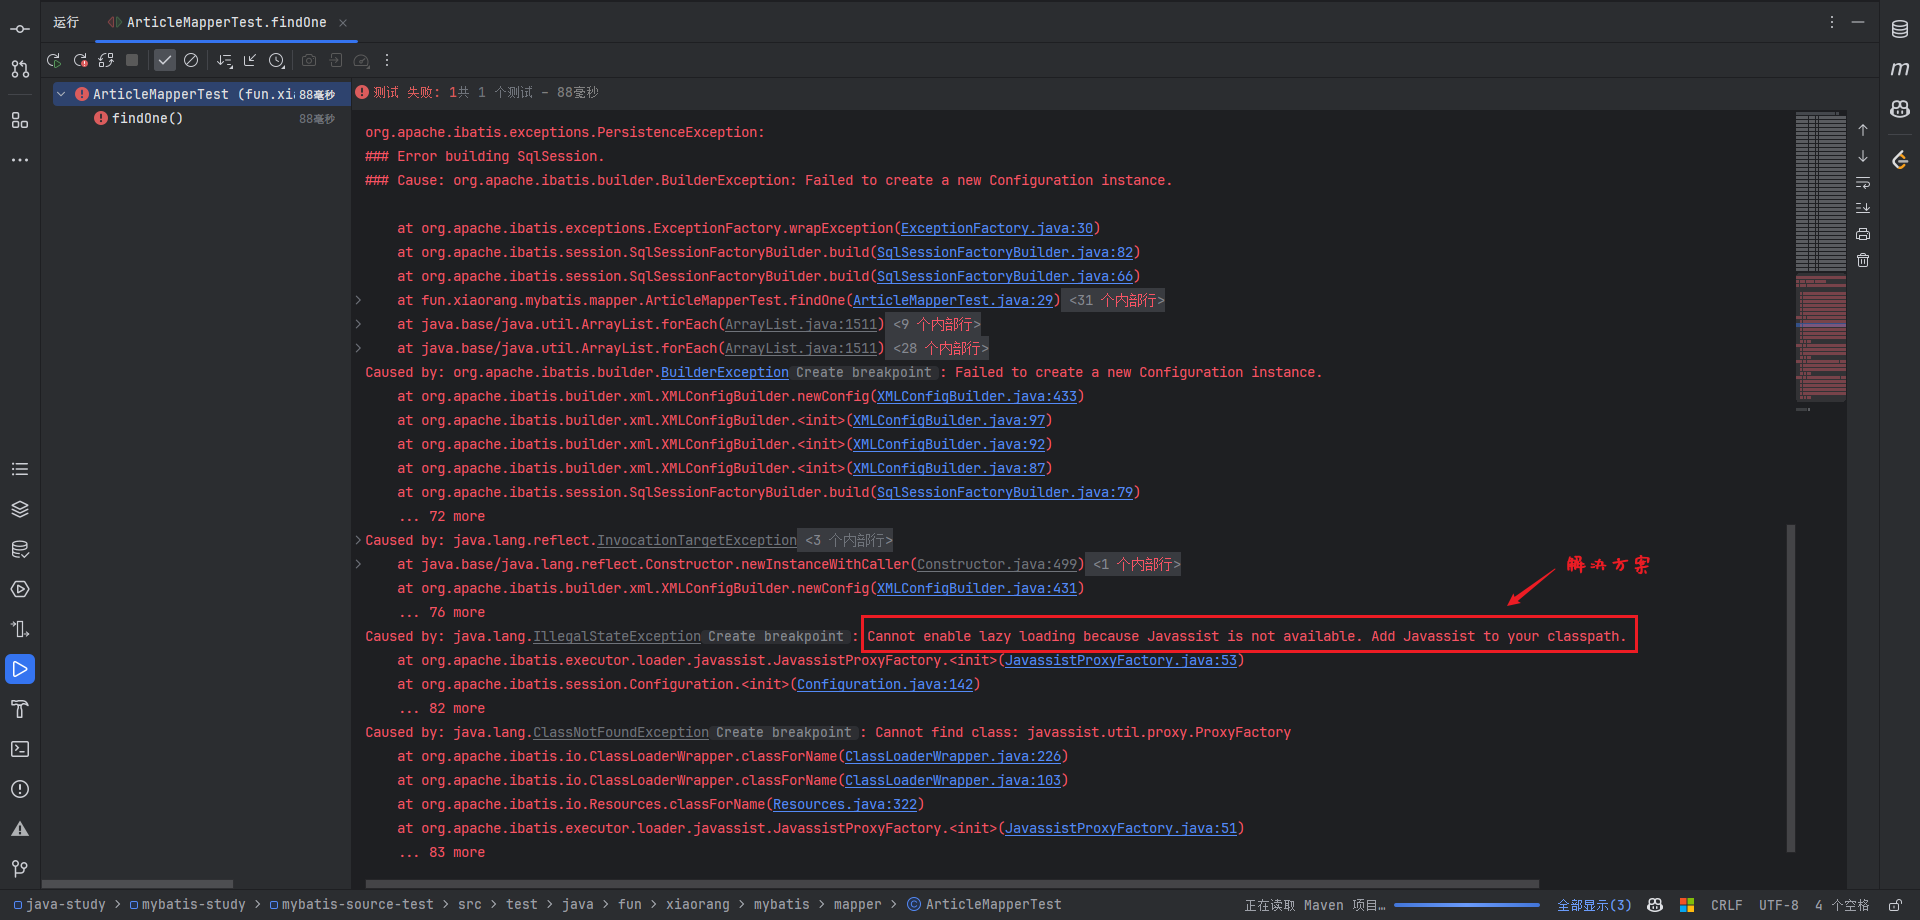 运行 ArticleMapperTest.findOne
ArticleMapperTest (fun.xia 88毫秒
findOne() 88毫秒
测试 失败: 1共 1 个测试 – 88毫秒
org.apache.ibatis.exceptions.PersistenceException:
### Error building SqlSession.
### Cause: org.apache.ibatis.builder.BuilderException: Failed to create a new Configuration instance.
at org.apache.ibatis.exceptions.ExceptionFactory.wrapException(ExceptionFactory.java:30)
at org.apache.ibatis.session.SqlSessionFactoryBuilder.build(SqlSessionFactoryBuilder.java:82)
at org.apache.ibatis.session.SqlSessionFactoryBuilder.build(SqlSessionFactoryBuilder.java:66)
at fun.xiaorang.mybatis.mapper.ArticleMapperTest.findOne(ArticleMapperTest.java:29) <31 个内部行>
at java.base/java.util.ArrayList.forEach(ArrayList.java:1511) <9 个内部行>
at java.base/java.util.ArrayList.forEach(ArrayList.java:1511) <28 个内部行>
Caused by: org.apache.ibatis.builder.BuilderException Create breakpoint : Failed to create a new Configuration instance.
at org.apache.ibatis.builder.xml.XMLConfigBuilder.newConfig(XMLConfigBuilder.java:433)
at org.apache.ibatis.builder.xml.XMLConfigBuilder.<init>(XMLConfigBuilder.java:97)
at org.apache.ibatis.builder.xml.XMLConfigBuilder.<init>(XMLConfigBuilder.java:92)
at org.apache.ibatis.builder.xml.XMLConfigBuilder.<init>(XMLConfigBuilder.java:87)
at org.apache.ibatis.session.SqlSessionFactoryBuilder.build(SqlSessionFactoryBuilder.java:79)
... 72 more
Caused by: java.lang.reflect.InvocationTargetException <3 个内部行>
at java.base/java.lang.reflect.Constructor.newInstanceWithCaller(Constructor.java:499) <1 个内部行>
解决方案
at org.apache.ibatis.builder.xml.XMLConfigBuilder.newConfig(XMLConfigBuilder.java:431)
... 76 more
Caused by: java.lang.IllegalStateException Create breakpoint : Cannot enable lazy loading because Javassist is not available. Add Javassist to your classpath.
at org.apache.ibatis.executor.loader.javassist.JavassistProxyFactory.<init>(JavassistProxyFactory.java:53)
at org.apache.ibatis.session.Configuration.<init>(Configuration.java:142)
... 82 more
Caused by: java.lang.ClassNotFoundException Create breakpoint : Cannot find class: javassist.util.proxy.ProxyFactory
at org.apache.ibatis.io.ClassLoaderWrapper.classForName(ClassLoaderWrapper.java:226)
at org.apache.ibatis.io.ClassLoaderWrapper.classForName(ClassLoaderWrapper.java:103)
at org.apache.ibatis.io.Resources.classForName(Resources.java:322)
at org.apache.ibatis.executor.loader.javassist.JavassistProxyFactory.<init>(JavassistProxyFactory.java:51)
... 83 more
java-study > mybatis-study > mybatis-source-test > src > test > java > fun > xiaorang > mybatis > mapper > ArticleMapperTest 正在读取 Maven 项目… 全部显示(3) CRLF UTF-8 4 个空格